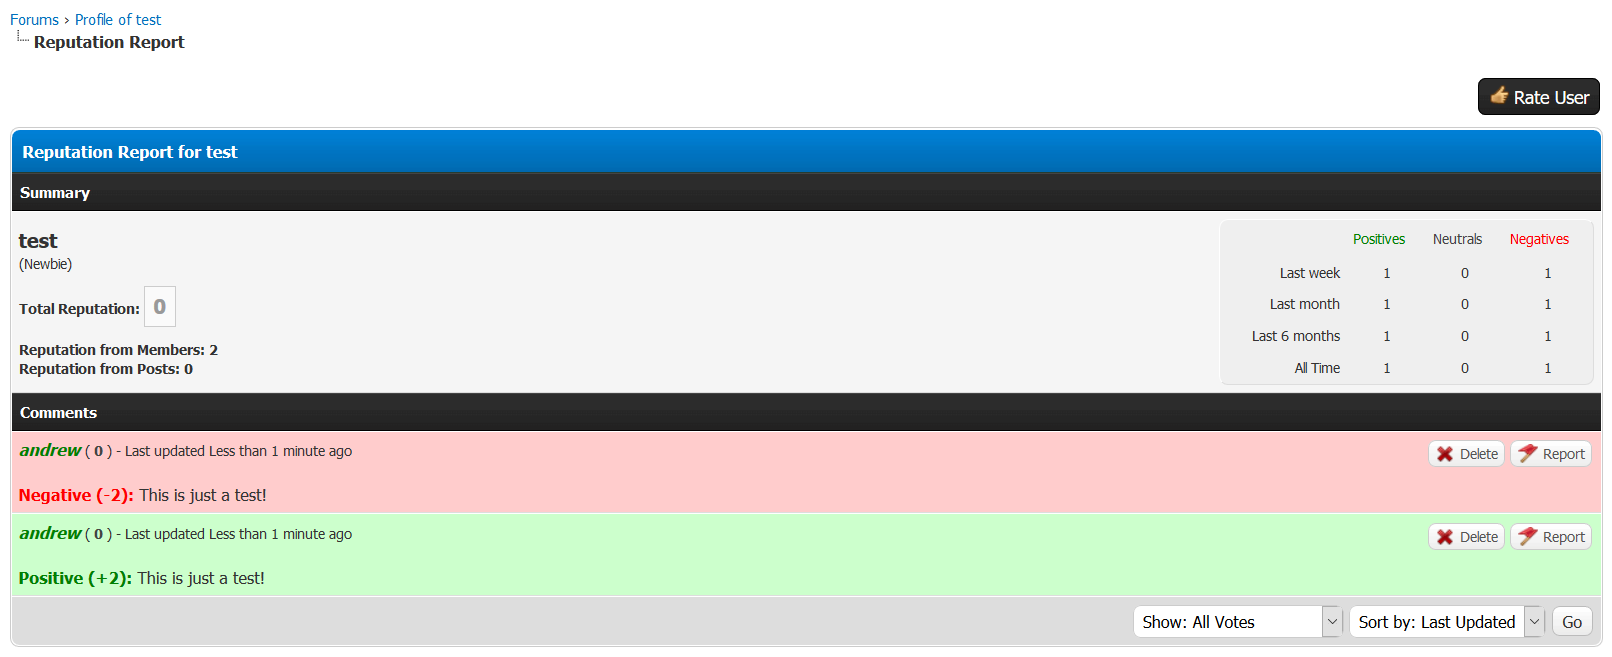 Forums › Profile of test
Reputation Report
Rate User
Reputation Report for test
Summary
test
(Newbie)
Total Reputation: 0
Reputation from Members: 2
Reputation from Posts: 0
Positives Neutrals Negatives
Last week 1 0 1
Last month 1 0 1
Last 6 months 1 0 1
All Time 1 0 1
Comments
andrew ( 0 ) - Last updated Less than 1 minute ago Delete Report
Negative (-2): This is just a test!
andrew ( 0 ) - Last updated Less than 1 minute ago Delete Report
Positive (+2): This is just a test!
Show: All Votes Sort by: Last Updated Go